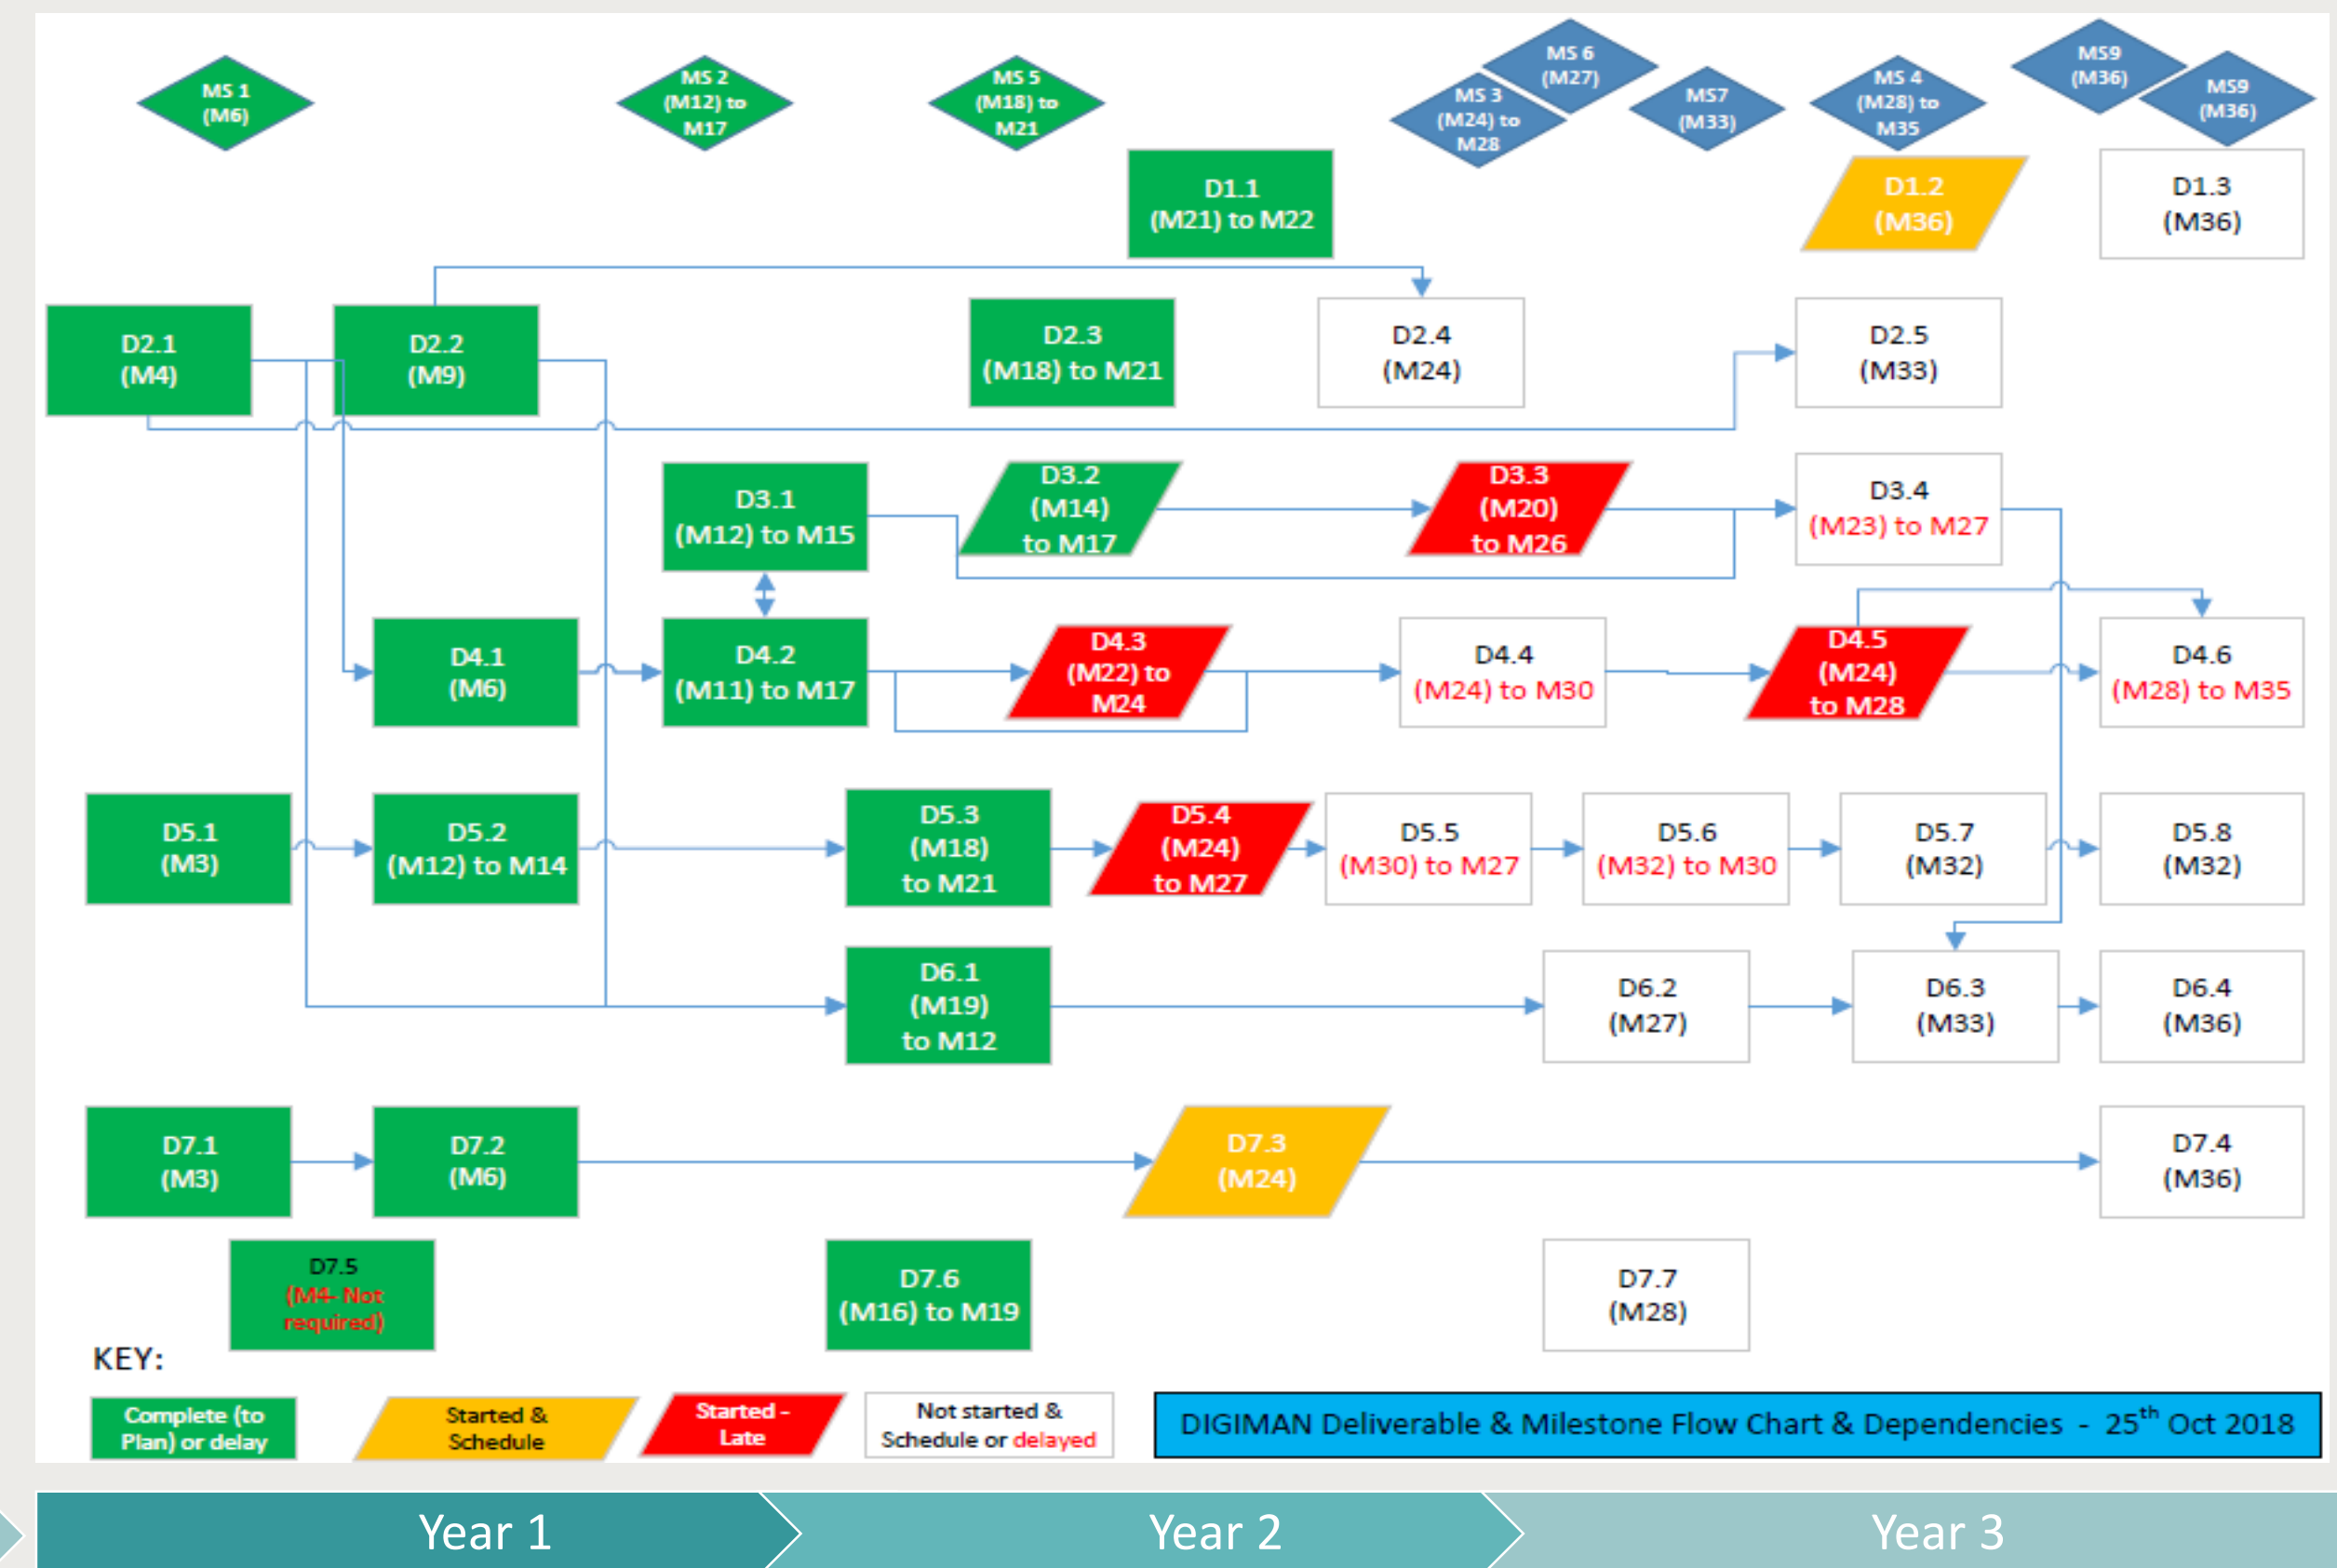 MS 1
(M6)
MS 2
(M12) to
M17
MS 5
(M18) to
M21
MS 3
(M24) to
M28
MS 6
(M27)
MS7
(M33)
MS 4
(M28) to
M35
MS9
(M36)
MS9
(M36)
D1.1
(M21) to M22
D1.2
(M36)
D1.3
(M36)
D2.1
(M4)
D2.2
(M9)
D2.3
(M18) to M21
D2.4
(M24)
D2.5
(M33)
D3.1
(M12) to M15
D3.2
(M14)
to M17
D3.3
(M20)
to M26
D3.4
(M23) to M27
D4.1
(M6)
D4.2
(M11) to M17
D4.3
(M22) to
M24
D4.4
(M24) to M30
D4.5
(M24)
to M28
D4.6
(M28) to M35
D5.1
(M3)
D5.2
(M12) to M14
D5.3
(M18)
to M21
D5.4
(M24)
to M27
D5.5
(M30) to M27
D5.6
(M32) to M30
D5.7
(M32)
D5.8
(M32)
D6.1
(M19)
to M12
D6.2
(M27)
D6.3
(M33)
D6.4
(M36)
D7.1
(M3)
D7.2
(M6)
D7.3
(M24)
D7.4
(M36)
D7.5
(M4- Not
required)
D7.6
(M16) to M19
D7.7
(M28)
KEY:
Complete (to
Plan) or delay
Started &
Schedule
Started -
Late
Not started &
Schedule or delayed
DIGIMAN Deliverable & Milestone Flow Chart & Dependencies - 25th Oct 2018
Year 1
Year 2
Year 3